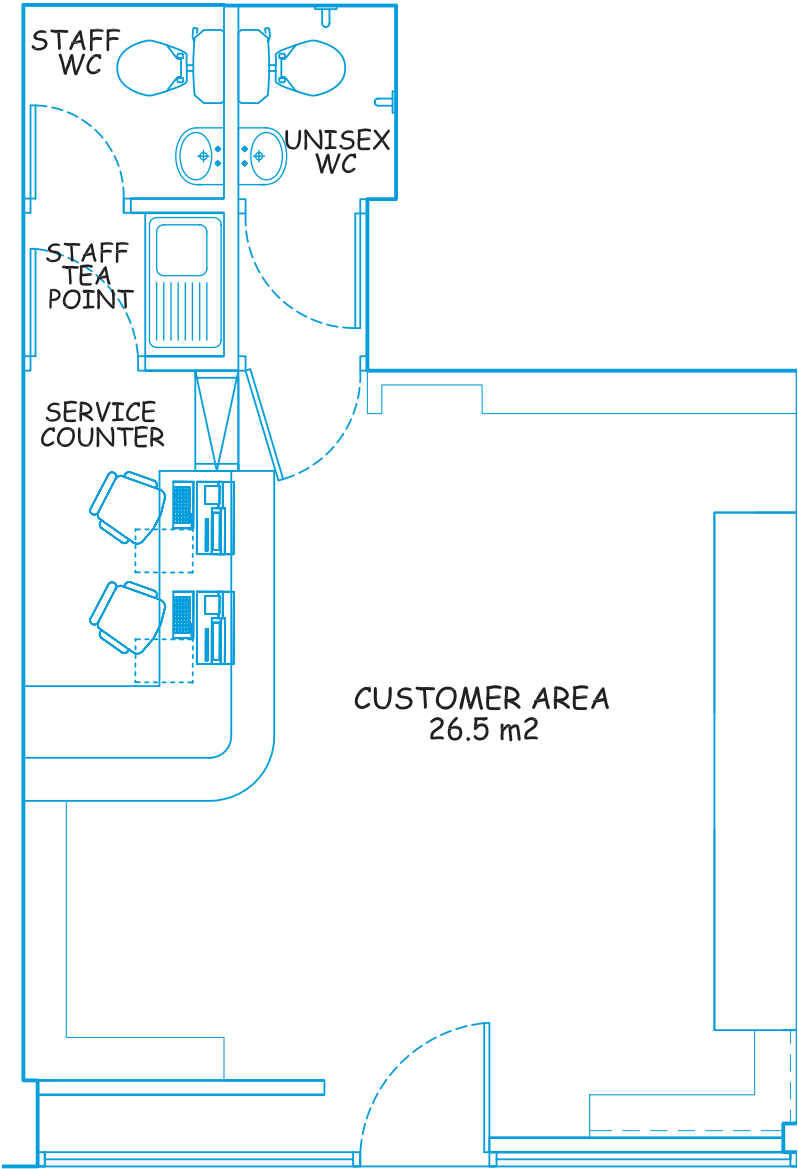 STAFF
WC
UNISEX
WC
STAFF
TEA
POINT
SERVICE
COUNTER
CUSTOMER AREA
26.5 m2